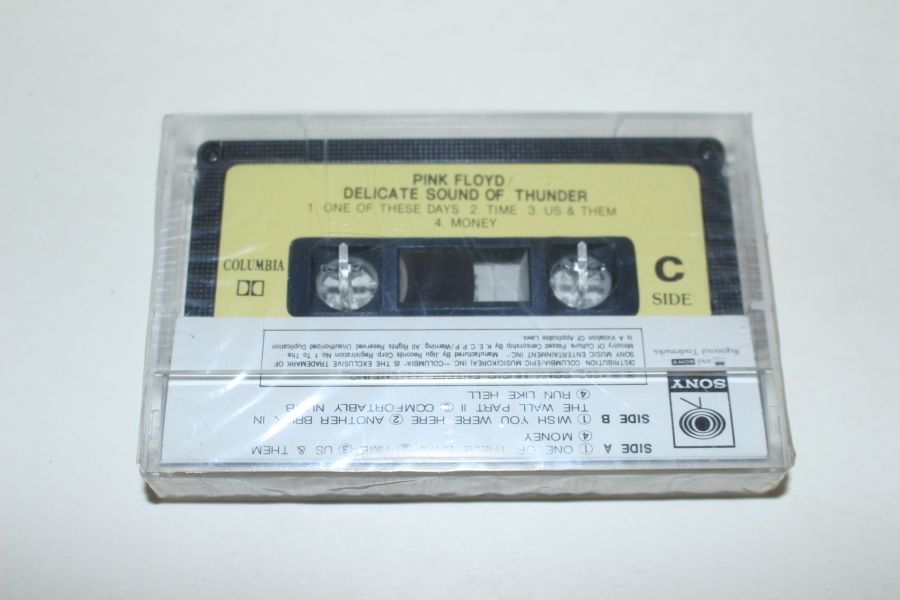 PINK FLOYD/
DELICATE SOUND OF THUNDER
1. ONE OF THESE DAYS 2. TIME 3. US & THEM
4. MONEY
COLUMBIA
C
SIDE
SIDE A ① ONE OF THESE DAYS ② TIME ③ US & THEM
④ MONEY
SIDE B ① WISH YOU WERE HERE ② ANOTHER BRICK IN
THE WALL PART II ③ COMFORTABLY NUMB
④ RUN LIKE HELL
DISTRIBUTION: COLUMBIA/EPIC MUSIC(KOREA) INC. "COLUMBIA" IS THE EXCLUSIVE TRADEMARK OF
SONY MUSIC ENTERTAINMENT INC. Manufactured By Jigu Records Corp. Registration No 1 To The
Ministry Of Culture Passed Censorship By K.C.P.P.C All Rights Reserved Unauthorized Duplication
Is A Violation Of Applicable Laws.
SONY
and SONY
Registered Trademarks